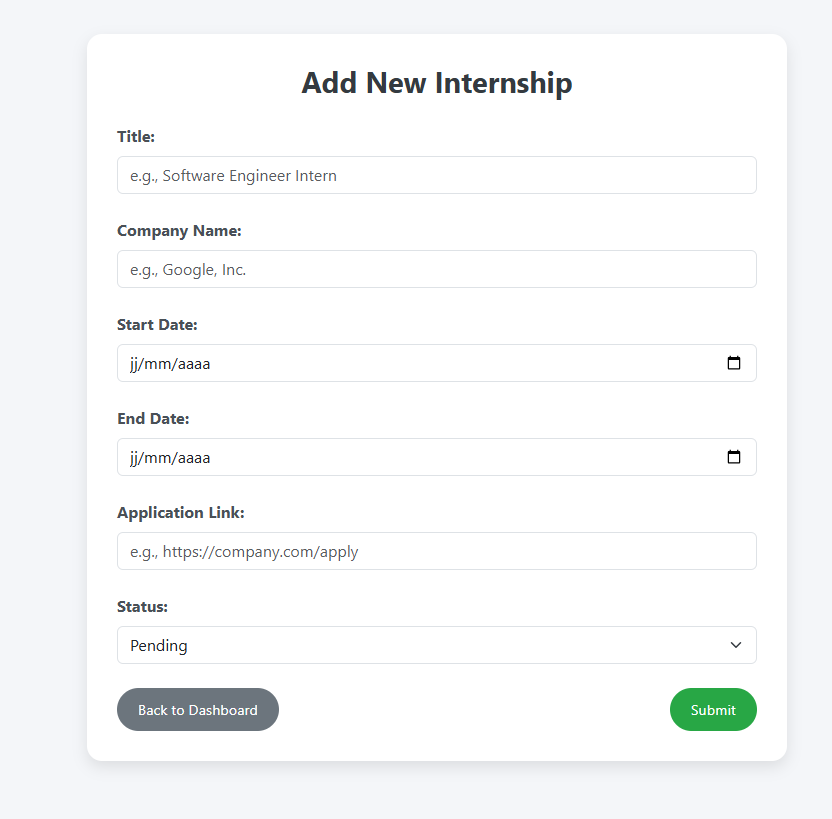 Add New Internship
Title:
e.g., Software Engineer Intern
Company Name:
e.g., Google, Inc.
Start Date:
jj/mm/aaaa
End Date:
jj/mm/aaaa
Application Link:
e.g., https://company.com/apply
Status:
Pending
Back to Dashboard
Submit